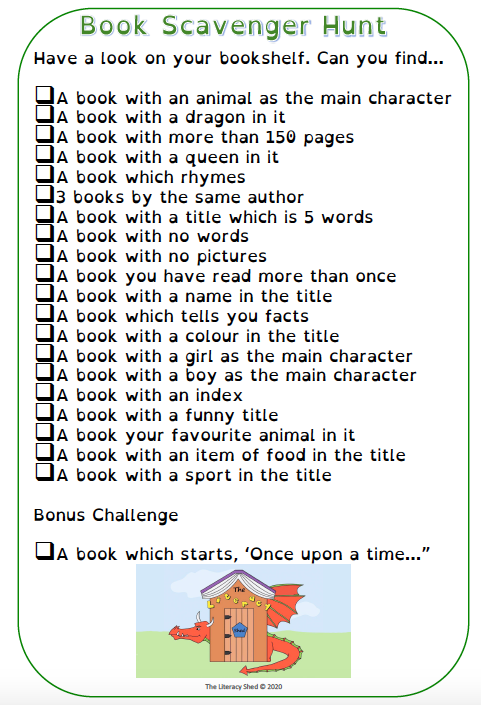 Book Scavenger Hunt
Have a look on your bookshelf. Can you find...
A book with an animal as the main character
A book with a dragon in it
A book with more than 150 pages
A book with a queen in it
A book which rhymes
3 books by the same author
A book with a title which is 5 words
A book with no words
A book with no pictures
A book you have read more than once
A book with a name in the title
A book which tells you facts
A book with a colour in the title
A book with a girl as the main character
A book with a boy as the main character
A book with an index
A book with a funny title
A book your favourite animal in it
A book with an item of food in the title
A book with a sport in the title
Bonus Challenge
A book which starts, ‘Once upon a time...”
The
Literacy
Shed
The Literacy Shed © 2020